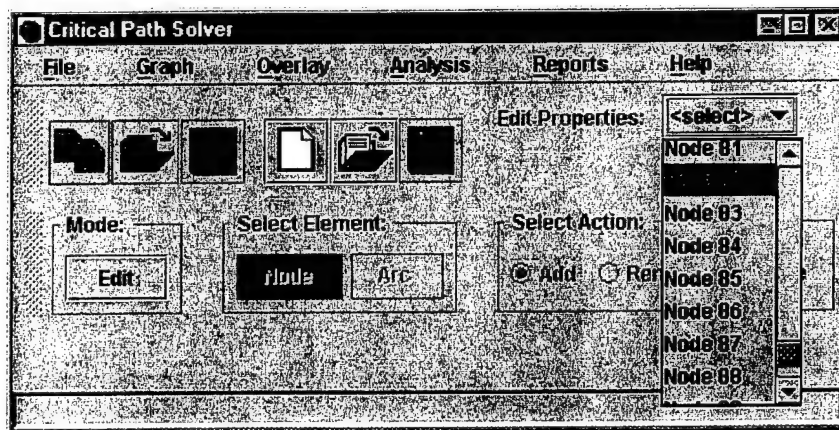 Critical Path Solver
File Graph Overlay Analysis Reports Help
Edit Properties: <select>
Node 81
Node 83
Node 84
Node 85
Node 86
Node 87
Node 88
Mode:
Edit
Select Element:
Node Arc
Select Action:
Add